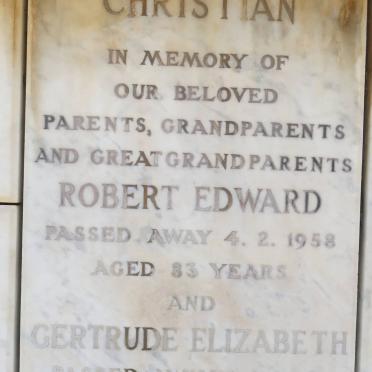 CHRISTIAN
IN MEMORY OF
OUR BELOVED
PARENTS, GRANDPARENTS
AND GREATGRANDPARENTS
ROBERT EDWARD
PASSED AWAY 4. 2. 1958
AGED 83 YEARS
AND
GERTRUDE ELIZABETH
PASSED